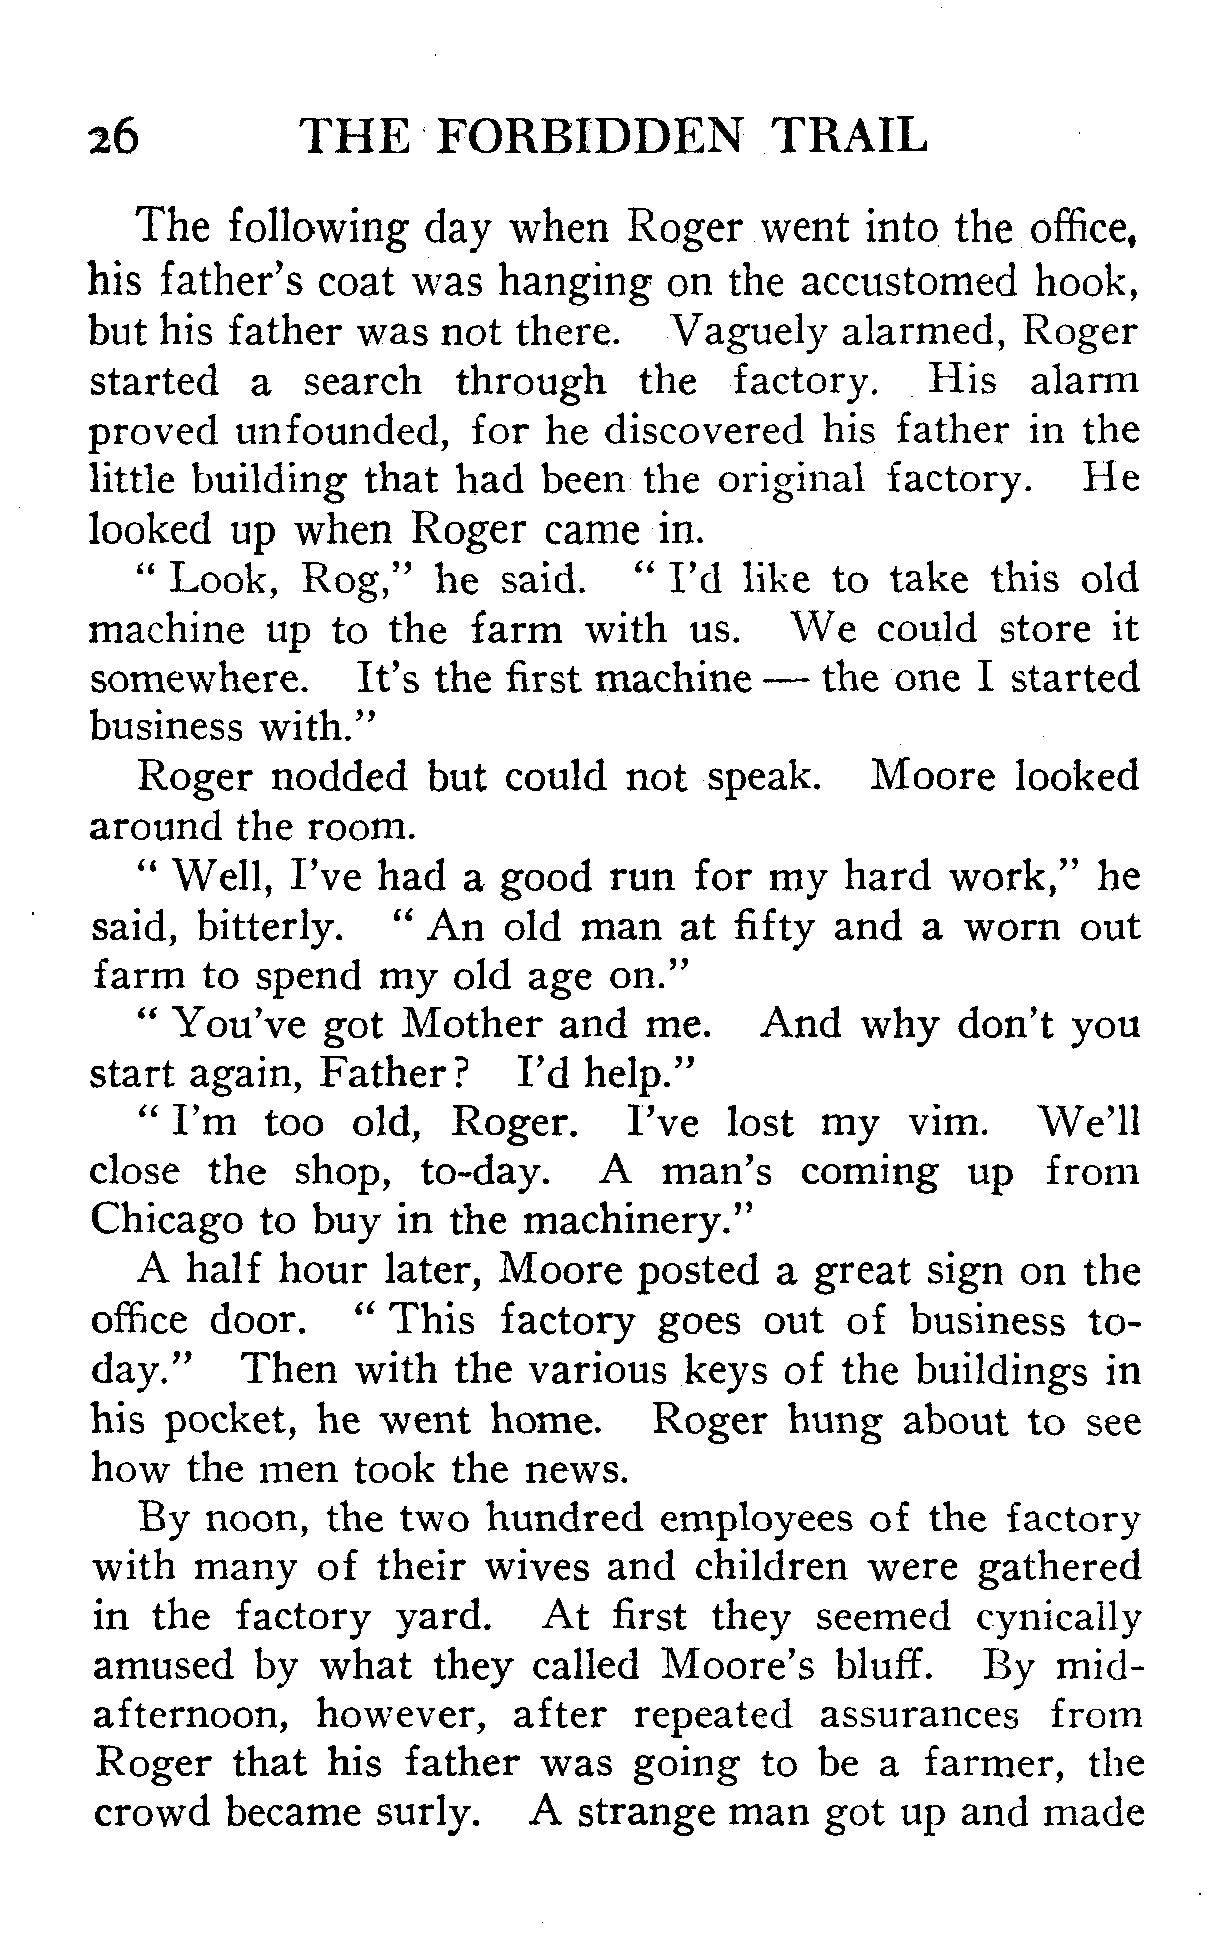 26 THE FORBIDDEN TRAIL
The following day when Roger went into the office,
his father's coat was hanging on the accustomed hook,
but his father was not there. Vaguely alarmed, Roger
started a search through the factory. His alarm
proved unfounded, for he discovered his father in the
little building that had been the original factory. He
looked up when Roger came in.
" Look, Rog," he said. " I'd like to take this old
machine up to the farm with us. We could store it
somewhere. It's the first machine — the one I started
business with."
Roger nodded but could not speak. Moore looked
around the room.
" Well, I've had a good run for my hard work," he
said, bitterly. " An old man at fifty and a worn out
farm to spend my old age on."
" You've got Mother and me. And why don't you
start again, Father? I'd help."
" I'm too old, Roger. I've lost my vim. We'll
close the shop, to-day. A man's coming up from
Chicago to buy in the machinery."
A half hour later, Moore posted a great sign on the
office door. " This factory goes out of business to-
day." Then with the various keys of the buildings in
his pocket, he went home. Roger hung about to see
how the men took the news.
By noon, the two hundred employees of the factory
with many of their wives and children were gathered
in the factory yard. At first they seemed cynically
amused by what they called Moore's bluff. By mid-
afternoon, however, after repeated assurances from
Roger that his father was going to be a farmer, the
crowd became surly. A strange man got up and made